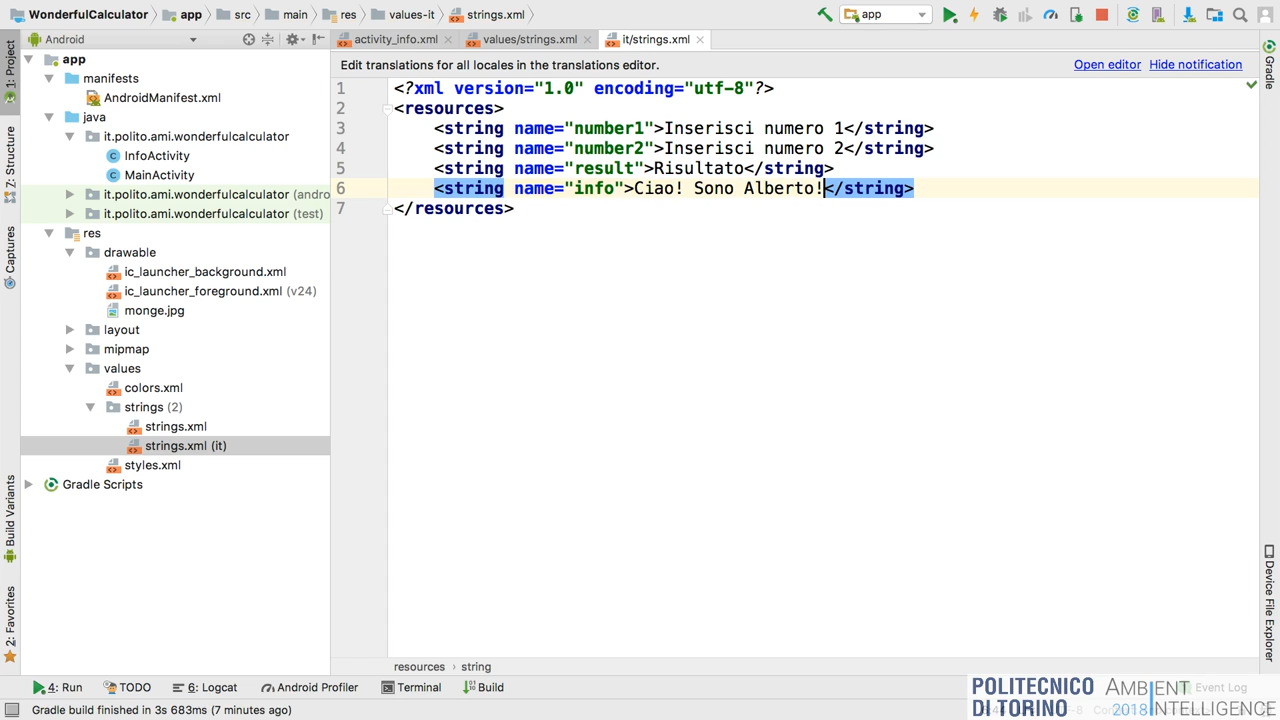 WonderfulCalculator app src main res values-it strings.xml app
1: Project
Android
activity_info.xml values/strings.xml it/strings.xml
Edit translations for all locales in the translations editor. Open editor Hide notification
Gradle
app
manifests
AndroidManifest.xml
java
it.polito.ami.wonderfulcalculator
InfoActivity
MainActivity
it.polito.ami.wonderfulcalculator (andro
it.polito.ami.wonderfulcalculator (test)
res
drawable
ic_launcher_background.xml
ic_launcher_foreground.xml (v24)
monge.jpg
layout
mipmap
values
colors.xml
strings (2)
strings.xml
strings.xml (it)
styles.xml
Gradle Scripts
Z: Structure
Captures
Build Variants
2: Favorites
1 <?xml version="1.0" encoding="utf-8"?>
2 <resources>
3 <string name="number1">Inserisci numero 1</string>
4 <string name="number2">Inserisci numero 2</string>
5 <string name="result">Risultato</string>
6 <string name="info">Ciao! Sono Alberto!</string>
7 </resources>
Device File Explorer
resources › string
4: Run TODO 6: Logcat Android Profiler Terminal Build Event Log
Gradle build finished in 3s 683ms (7 minutes ago)
POLITECNICO
DI TORINO
AMBIENT
2018 INTELLIGENCE